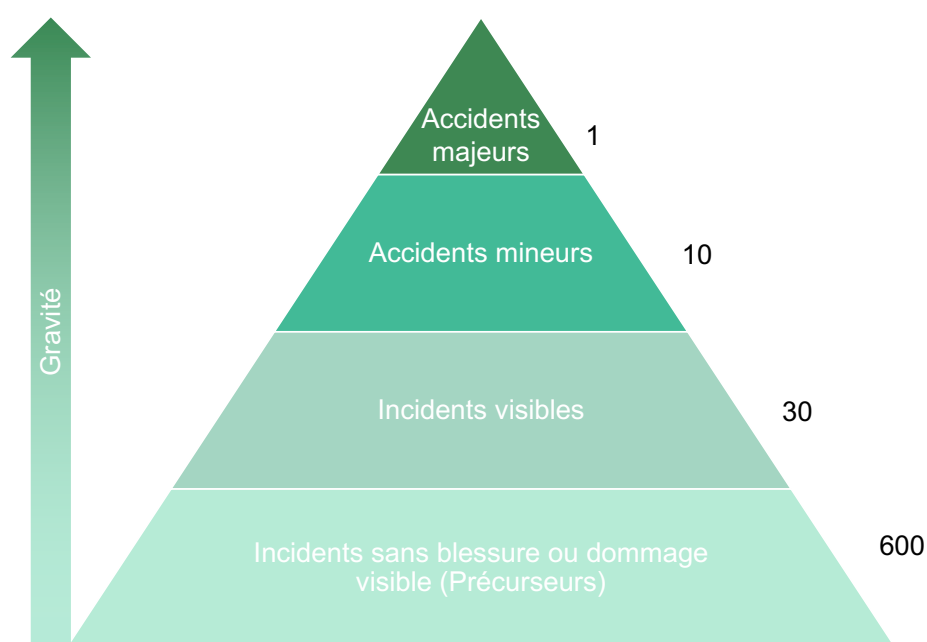 Accidents
majeurs
1
Accidents mineurs
10
Gravité
Incidents visibles
30
Incidents sans blessure ou dommage
visible (Précurseurs)
600